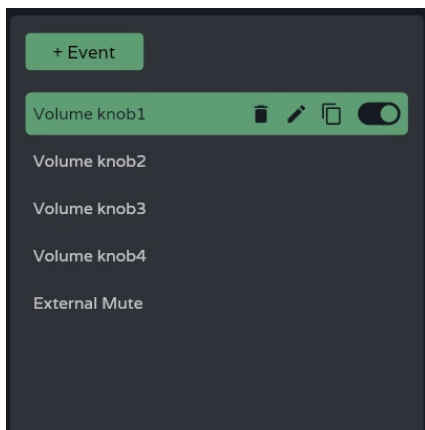 + Event
Volume knob1
Volume knob2
Volume knob3
Volume knob4
External Mute